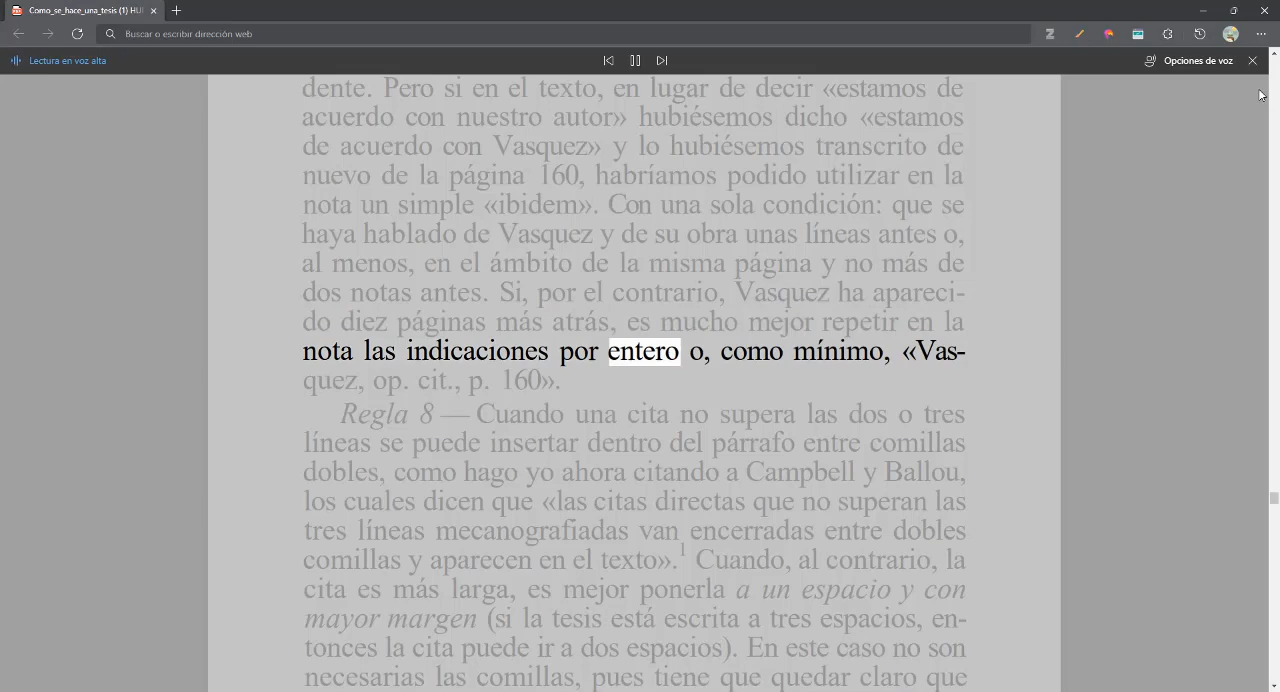 Como_se_hace_una_tesis (1) HUI
Buscar o escribir dirección web
Lectura en voz alta
Opciones de voz
dente. Pero si en el texto, en lugar de decir «estamos de
acuerdo con nuestro autor» hubiésemos dicho «estamos
de acuerdo con Vasquez» y lo hubiésemos transcrito de
nuevo de la página 160, habríamos podido utilizar en la
nota un simple «ibidem». Con una sola condición: que se
haya hablado de Vasquez y de su obra unas líneas antes o,
al menos, en el ámbito de la misma página y no más de
dos notas antes. Si, por el contrario, Vasquez ha apareci-
do diez páginas más atrás, es mucho mejor repetir en la
nota las indicaciones por entero o, como mínimo, «Vas-
quez, op. cit., p. 160».
Regla 8 — Cuando una cita no supera las dos o tres
líneas se puede insertar dentro del párrafo entre comillas
dobles, como hago yo ahora citando a Campbell y Ballou,
los cuales dicen que «las citas directas que no superan las
tres líneas mecanografiadas van encerradas entre dobles
comillas y aparecen en el texto».1 Cuando, al contrario, la
cita es más larga, es mejor ponerla a un espacio y con
mayor margen (si la tesis está escrita a tres espacios, en-
tonces la cita puede ir a dos espacios). En este caso no son
necesarias las comillas, pues tiene que quedar claro que